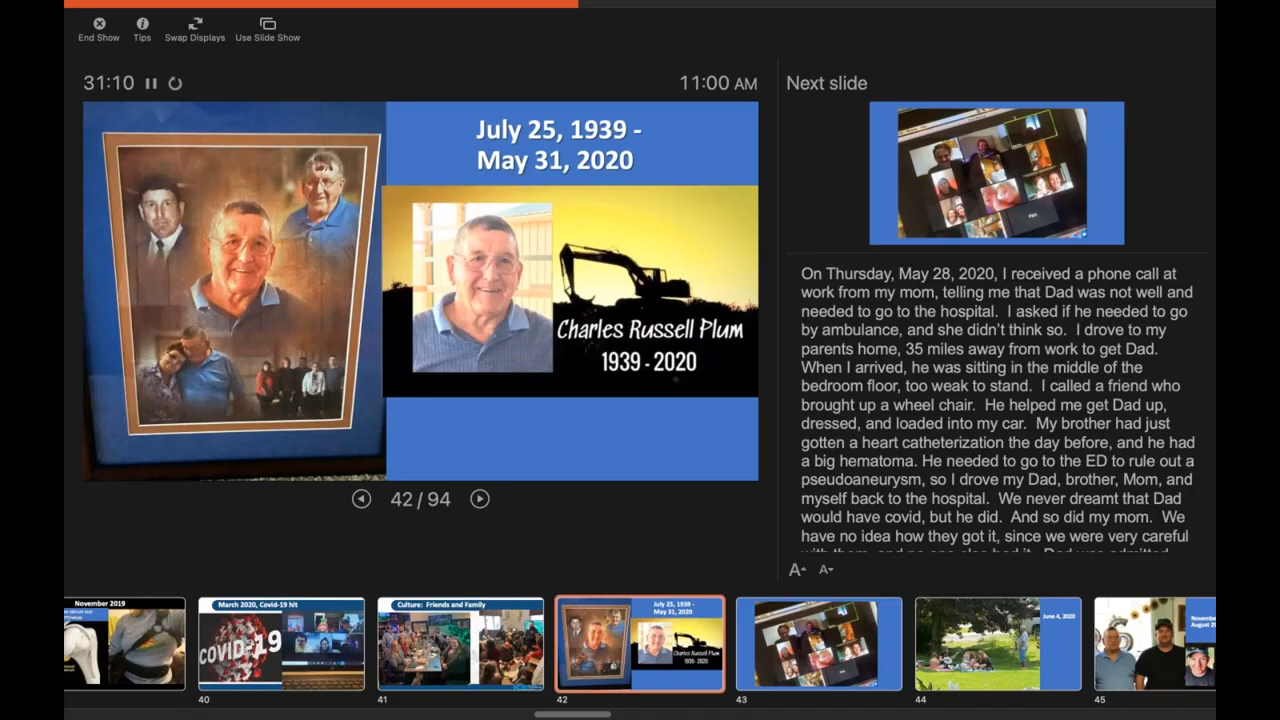 End Show
Tips
Swap Displays
Use Slide Show
31:10
11:00 AM
July 25, 1939 -
May 31, 2020
Charles Russell Plum
1939 - 2020
42 / 94
Next slide
On Thursday, May 28, 2020, I received a phone call at
work from my mom, telling me that Dad was not well and
needed to go to the hospital. I asked if he needed to go
by ambulance, and she didn't think so. I drove to my
parents home, 35 miles away from work to get Dad.
When I arrived, he was sitting in the middle of the
bedroom floor, too weak to stand. I called a friend who
brought up a wheel chair. He helped me get Dad up,
dressed, and loaded into my car. My brother had just
gotten a heart catheterization the day before, and he had
a big hematoma. He needed to go to the ED to rule out a
pseudoaneurysm, so I drove my Dad, brother, Mom, and
myself back to the hospital. We never dreamt that Dad
would have covid, but he did. And so did my mom. We
have no idea how they got it, since we were very careful
A
A
November 2019
March 2020, Covid-19 hit
COVID-19
40
Culture: Friends and Family
41
July 25, 1939 -
May 31, 2020
Charles Russell Plum
1939 - 2020
42
43
June 4, 2020
44
45